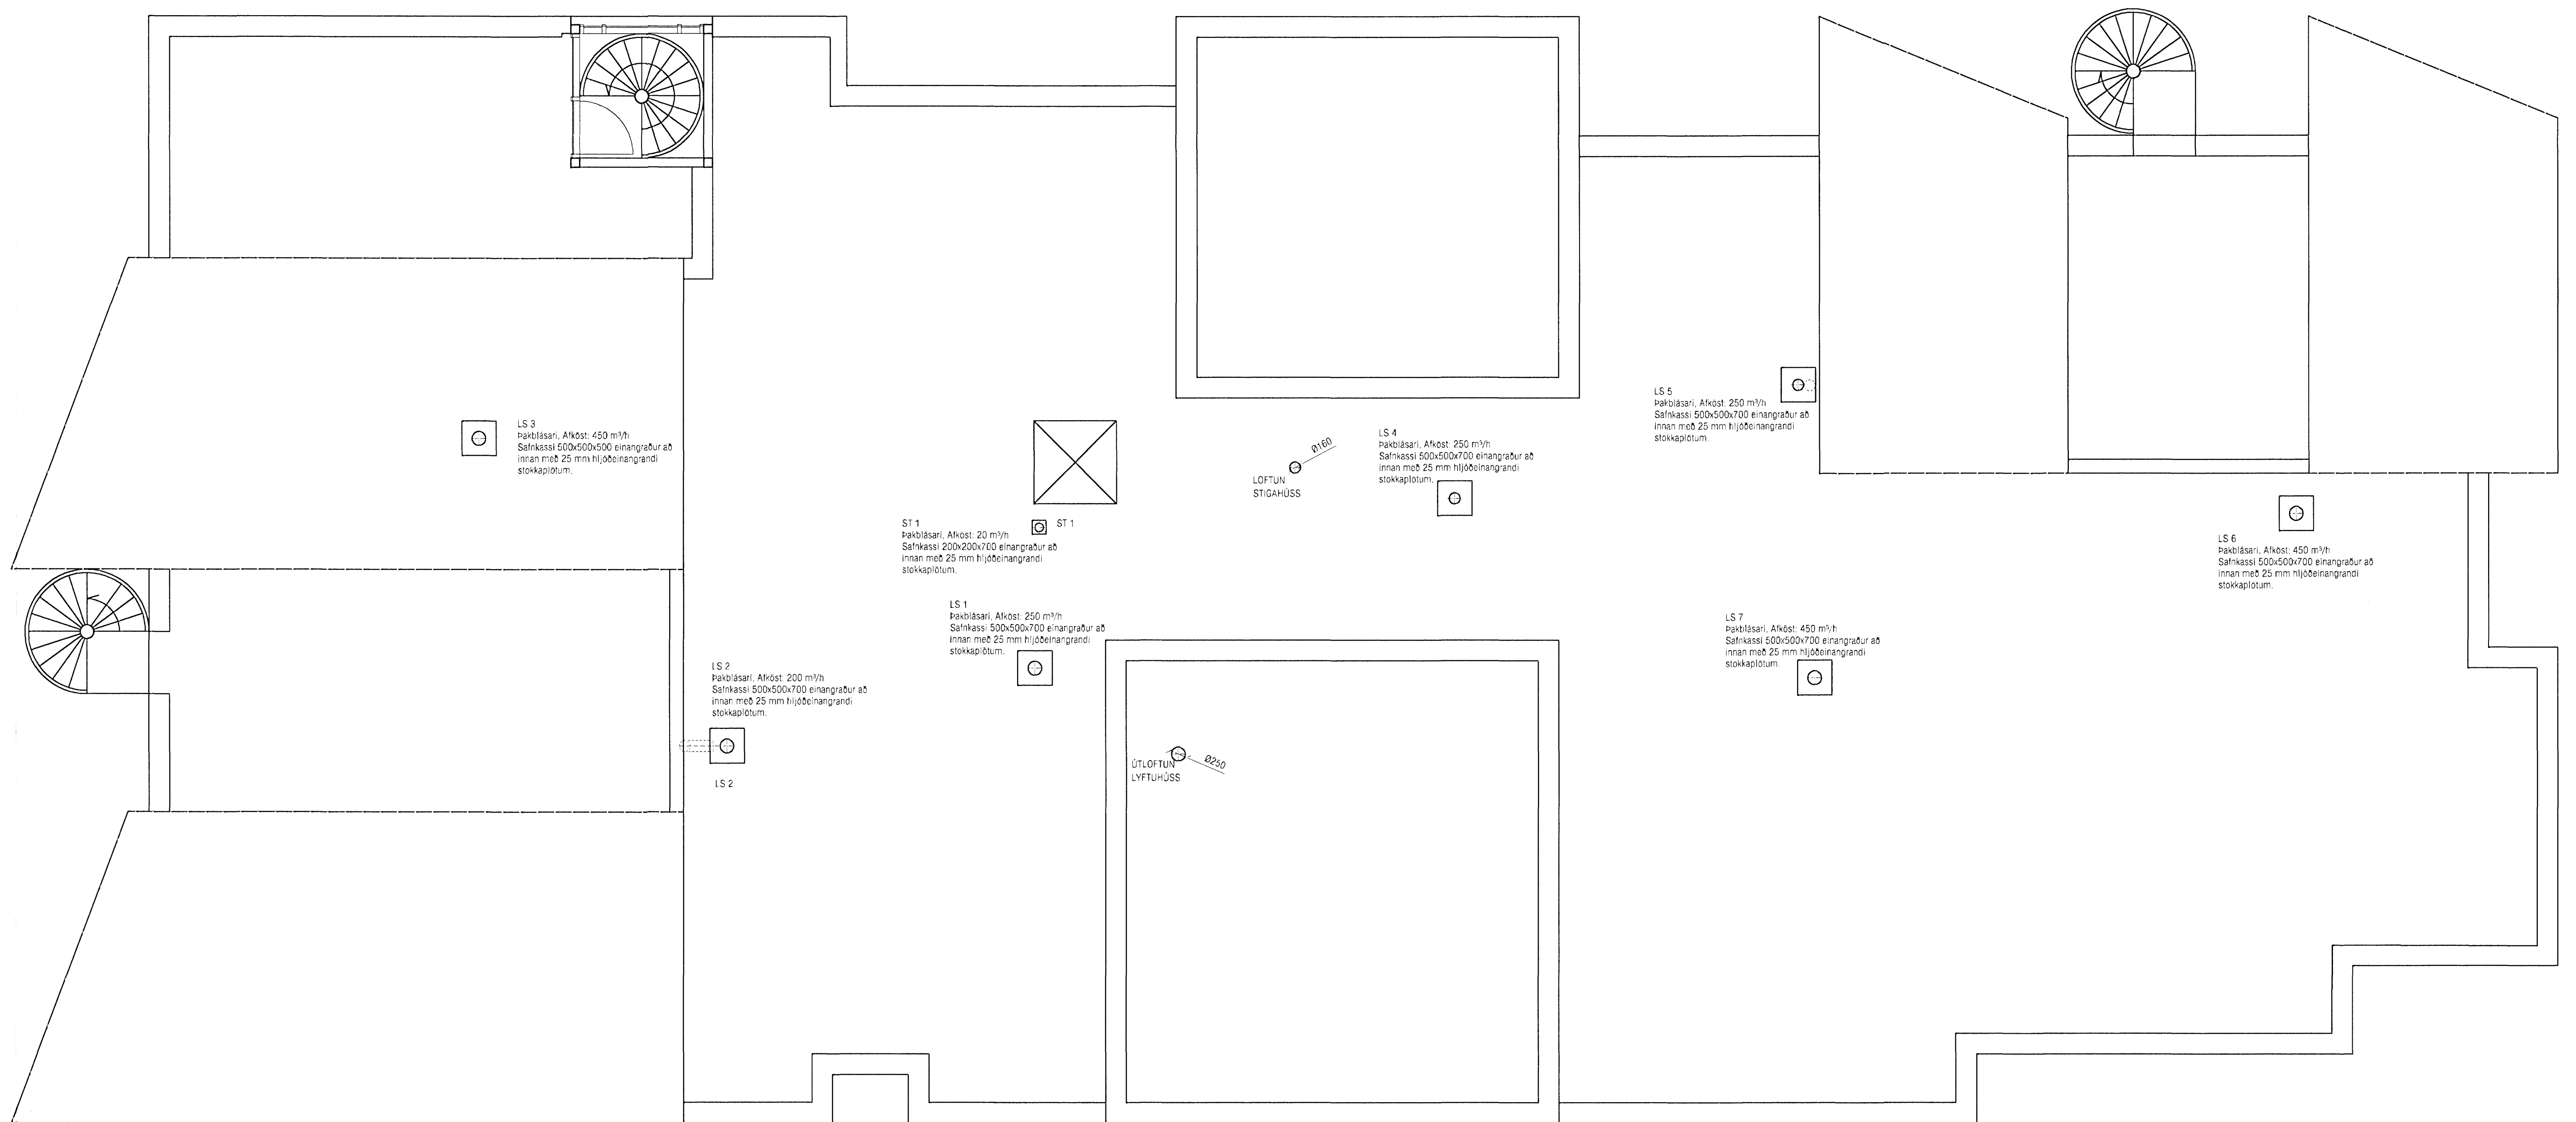 LS 3
Þakblásari, Afköst: 450 m³/h
Safnkassi 500x500x500 einangraður að
innan með 25 mm hljóðeinangrandi
stokkaplötum.
ST 1
Þakblásari, Afköst: 20 m³/h
Safnkassi 200x200x700 einangraður að
innan með 25 mm hljóðeinangrandi
stokkaplötum.
ST 1
LS 1
Þakblásari, Afköst: 250 m³/h
Safnkassi 500x500x700 einangraður að
innan með 25 mm hljóðeinangrandi
stokkaplötum.
LS 2
Þakblásari, Afköst: 200 m³/h
Safnkassi 500x500x700 einangraður að
innan með 25 mm hljóðeinangrandi
stokkaplötum.
LS 2
Ø160
LOFTUN
STIGAHÚSS
LS 4
Þakblásari, Afköst: 250 m³/h
Safnkassi 500x500x700 einangraður að
innan með 25 mm hljóðeinangrandi
stokkaplötum.
Ø250
ÚTLOFTUN
LYFTUHÚSS
LS 5
Þakblásari, Afköst: 250 m³/h
Safnkassi 500x500x700 einangraður að
innan með 25 mm hljóðeinangrandi
stokkaplötum.
LS 7
Þakblásari, Afköst: 450 m³/h
Safnkassi 500x500x700 einangraður að
innan með 25 mm hljóðeinangrandi
stokkaplötum.
LS 6
Þakblásari, Afköst: 450 m³/h
Safnkassi 500x500x700 einangraður að
innan með 25 mm hljóðeinangrandi
stokkaplötum.